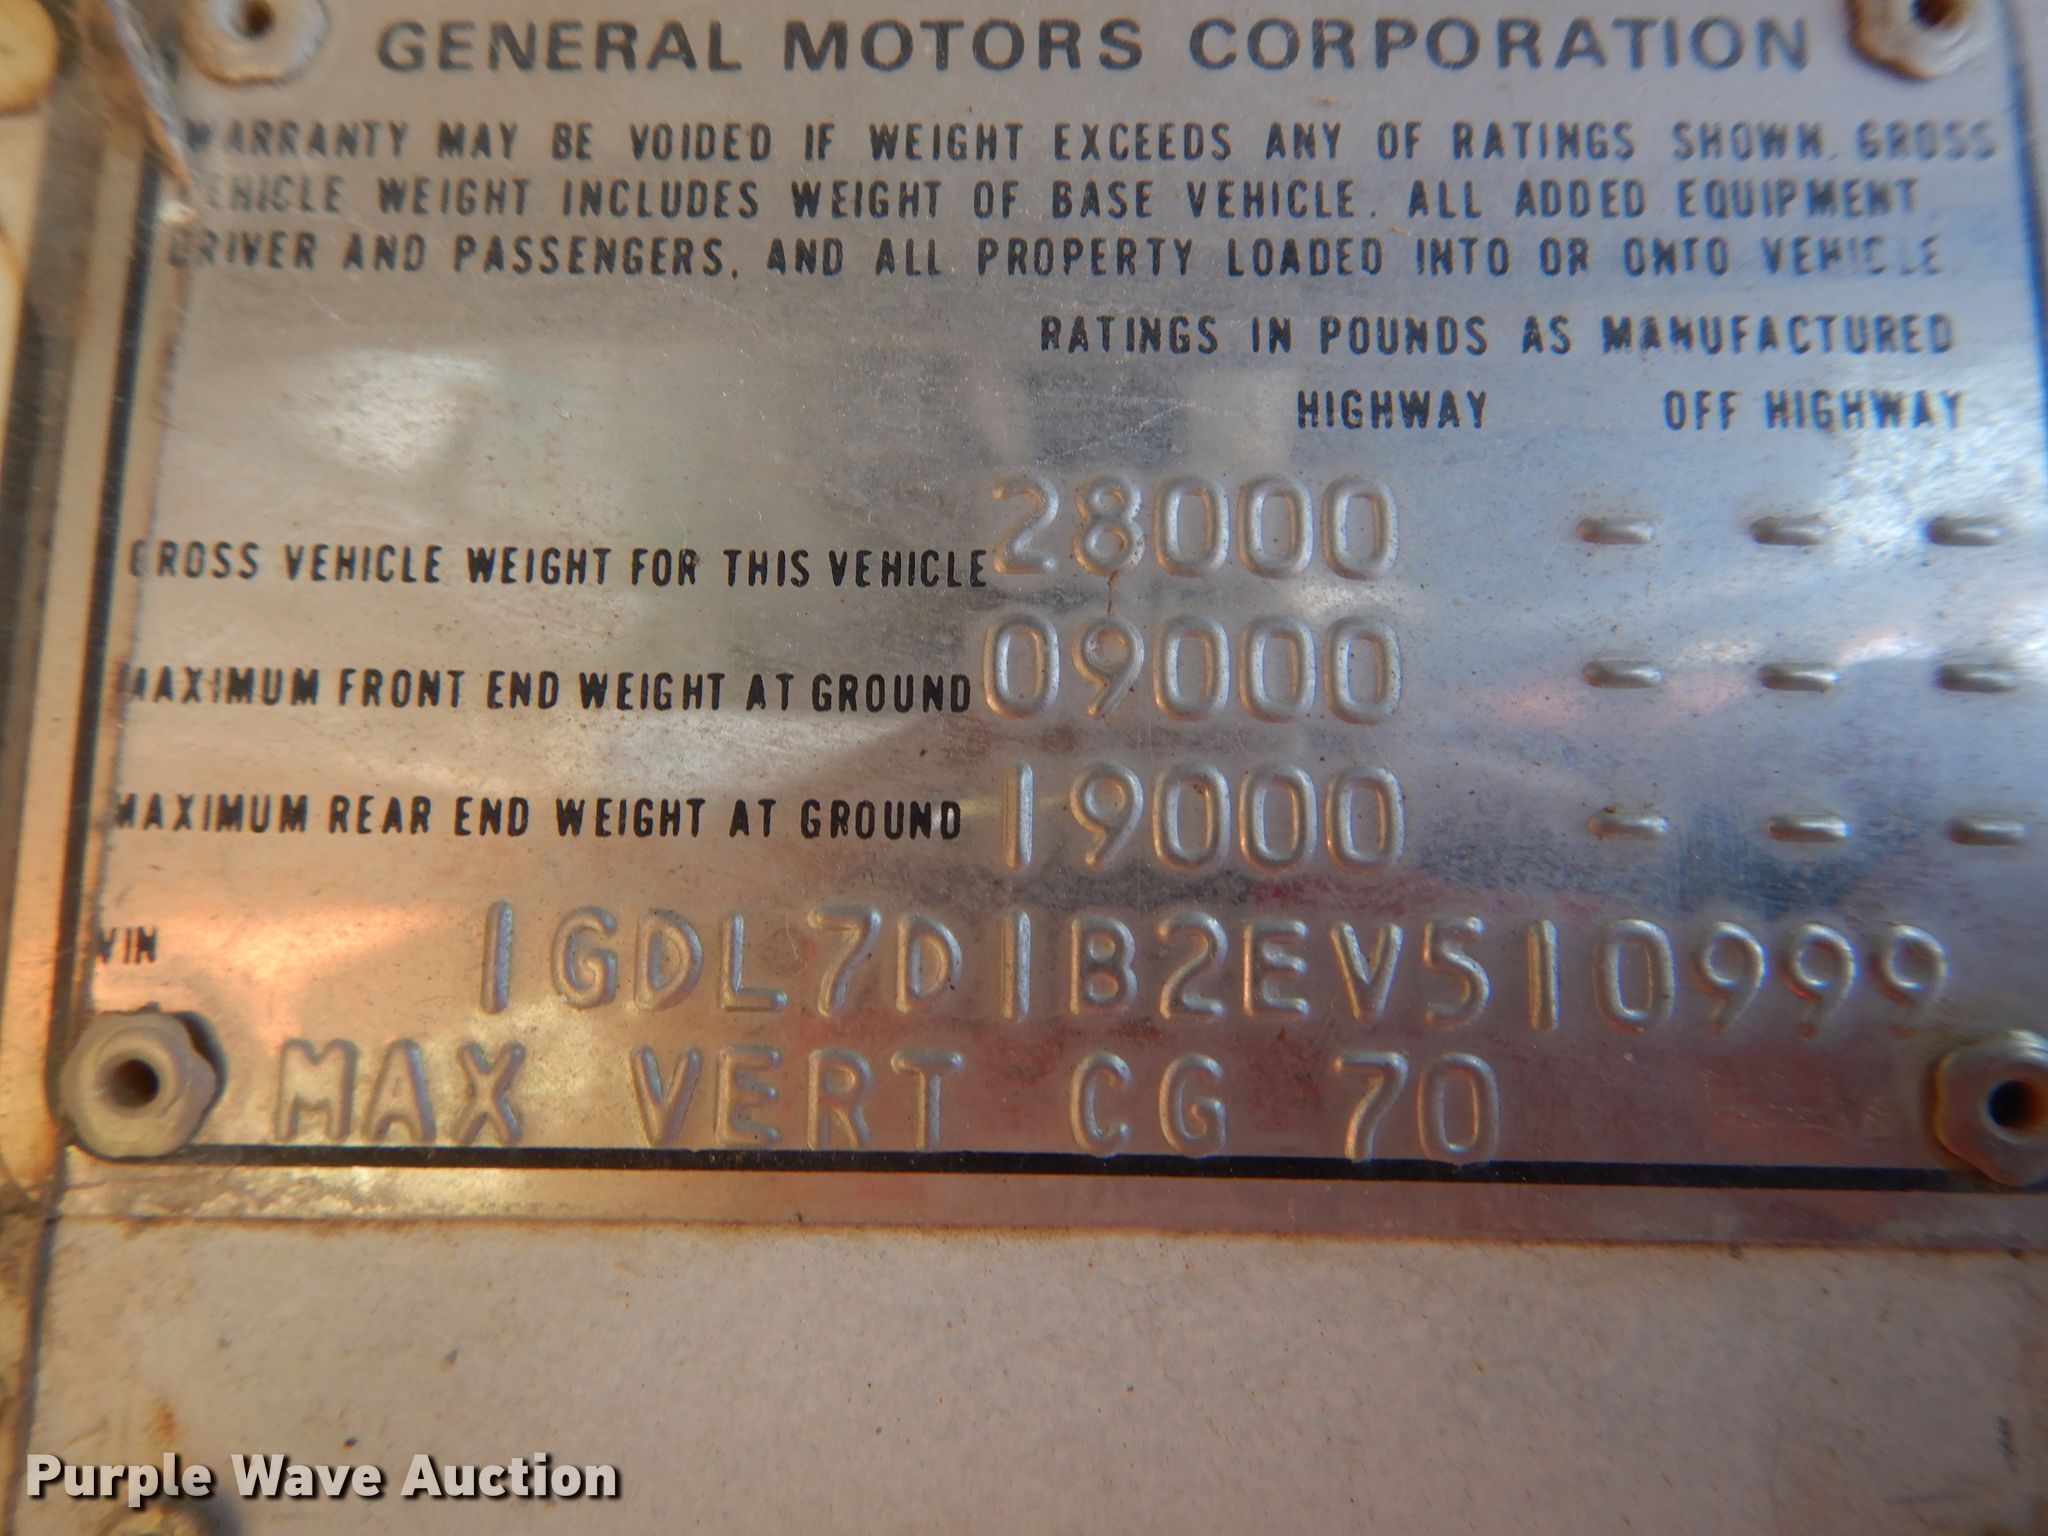 GENERAL MOTORS CORPORATION
WARRANTY MAY BE VOIDED IF WEIGHT EXCEEDS ANY OF RATINGS SHOWN. GROSS
VEHICLE WEIGHT INCLUDES WEIGHT OF BASE VEHICLE. ALL ADDED EQUIPMENT
DRIVER AND PASSENGERS, AND ALL PROPERTY LOADED INTO OR ONTO VEHICLE
RATINGS IN POUNDS AS MANUFACTURED
HIGHWAY OFF HIGHWAY
GROSS VEHICLE WEIGHT FOR THIS VEHICLE 28000 - - -
MAXIMUM FRONT END WEIGHT AT GROUND 09000 - - -
MAXIMUM REAR END WEIGHT AT GROUND 19000 - - -
VIN 1GDL7D1B2EV510999
MAX VERT CG 70
Purple Wave Auction